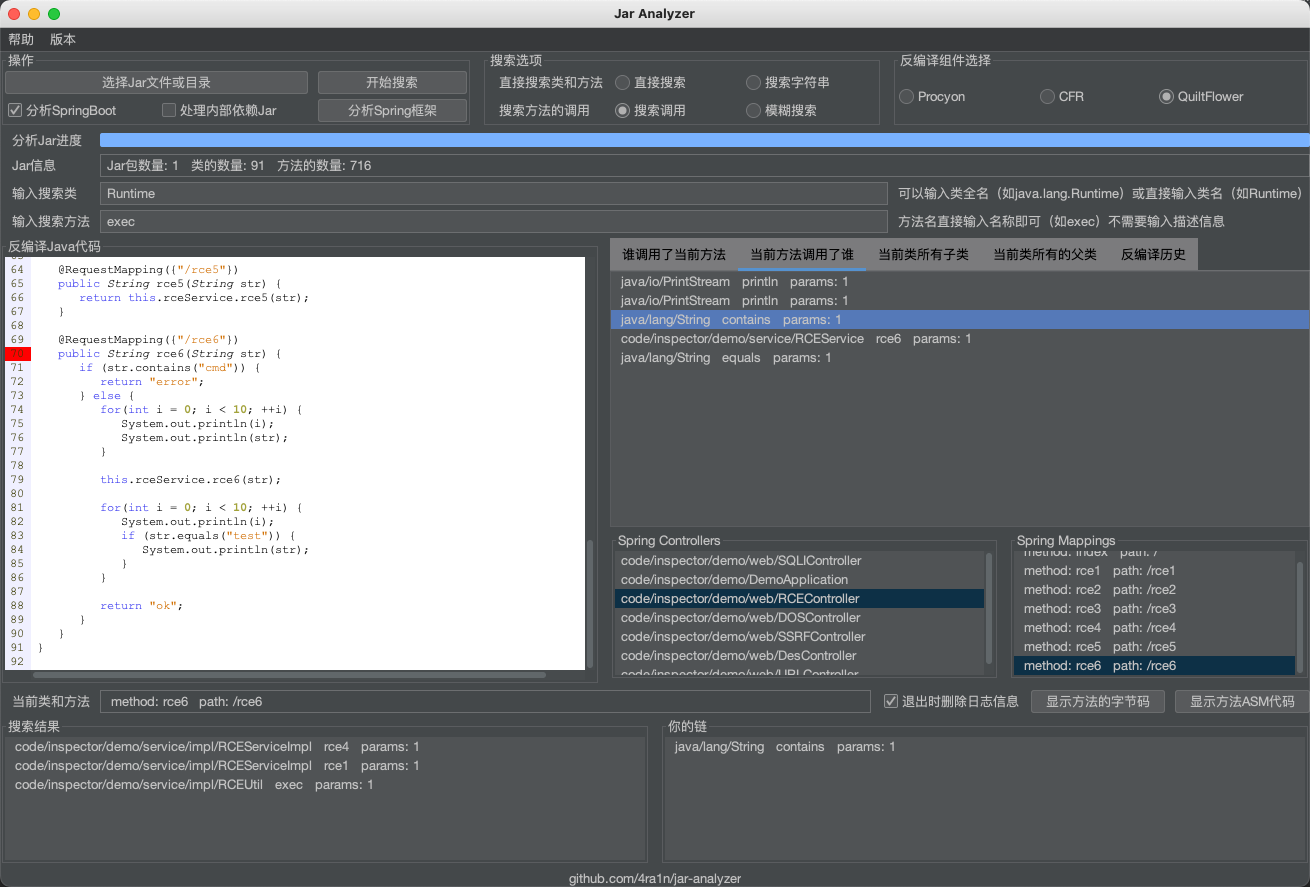 Jar Analyzer
帮助 版本
操作
选择Jar文件或目录 开始搜索
分析SpringBoot 处理内部依赖Jar 分析Spring框架
搜索选项
直接搜索类和方法 直接搜索 搜索字符串
搜索方法的调用 搜索调用 模糊搜索
反编译组件选择
Procyon CFR QuiltFlower
分析Jar进度
Jar信息 Jar包数量: 1 类的数量: 91 方法的数量: 716
输入搜索类 Runtime 可以输入类全名（如java.lang.Runtime）或直接输入类名（如Runtime）
输入搜索方法 exec 方法名直接输入名称即可（如exec）不需要输入描述信息
反编译Java代码
64 @RequestMapping({"/rce5"})
65 public String rce5(String str) {
66 return this.rceService.rce5(str);
67 }
68
69 @RequestMapping({"/rce6"})
70 public String rce6(String str) {
71 if (str.contains("cmd")) {
72 return "error";
73 } else {
74 for(int i = 0; i < 10; ++i) {
75 System.out.println(i);
76 System.out.println(str);
77 }
78
79 this.rceService.rce6(str);
80
81 for(int i = 0; i < 10; ++i) {
82 System.out.println(i);
83 if (str.equals("test")) {
84 System.out.println(str);
85 }
86 }
87
88 return "ok";
89 }
90 }
91 }
92
谁调用了当前方法 当前方法调用了谁 当前类所有子类 当前类所有的父类 反编译历史
java/io/PrintStream println params: 1
java/io/PrintStream println params: 1
java/lang/String contains params: 1
code/inspector/demo/service/RCEService rce6 params: 1
java/lang/String equals params: 1
Spring Controllers
code/inspector/demo/web/SQLIController
code/inspector/demo/DemoApplication
code/inspector/demo/web/RCEController
code/inspector/demo/web/DOSController
code/inspector/demo/web/SSRFController
code/inspector/demo/web/DesController
code/inspector/demo/web/URLController
Spring Mappings
method: index path: /
method: rce1 path: /rce1
method: rce2 path: /rce2
method: rce3 path: /rce3
method: rce4 path: /rce4
method: rce5 path: /rce5
method: rce6 path: /rce6
当前类和方法 method: rce6 path: /rce6 退出时删除日志信息 显示方法的字节码 显示方法ASM代码
搜索结果
code/inspector/demo/service/impl/RCEServiceImpl rce4 params: 1
code/inspector/demo/service/impl/RCEServiceImpl rce1 params: 1
code/inspector/demo/service/impl/RCEUtil exec params: 1
你的链
java/lang/String contains params: 1
github.com/4ra1n/jar-analyzer